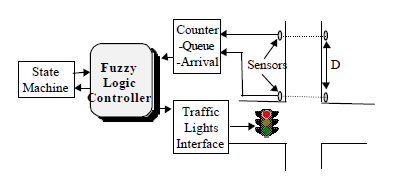 Counter
-Queue
-Arrival
Sensors
D
State
Machine
Fuzzy
Logic
Controller
Traffic
Lights
Interface